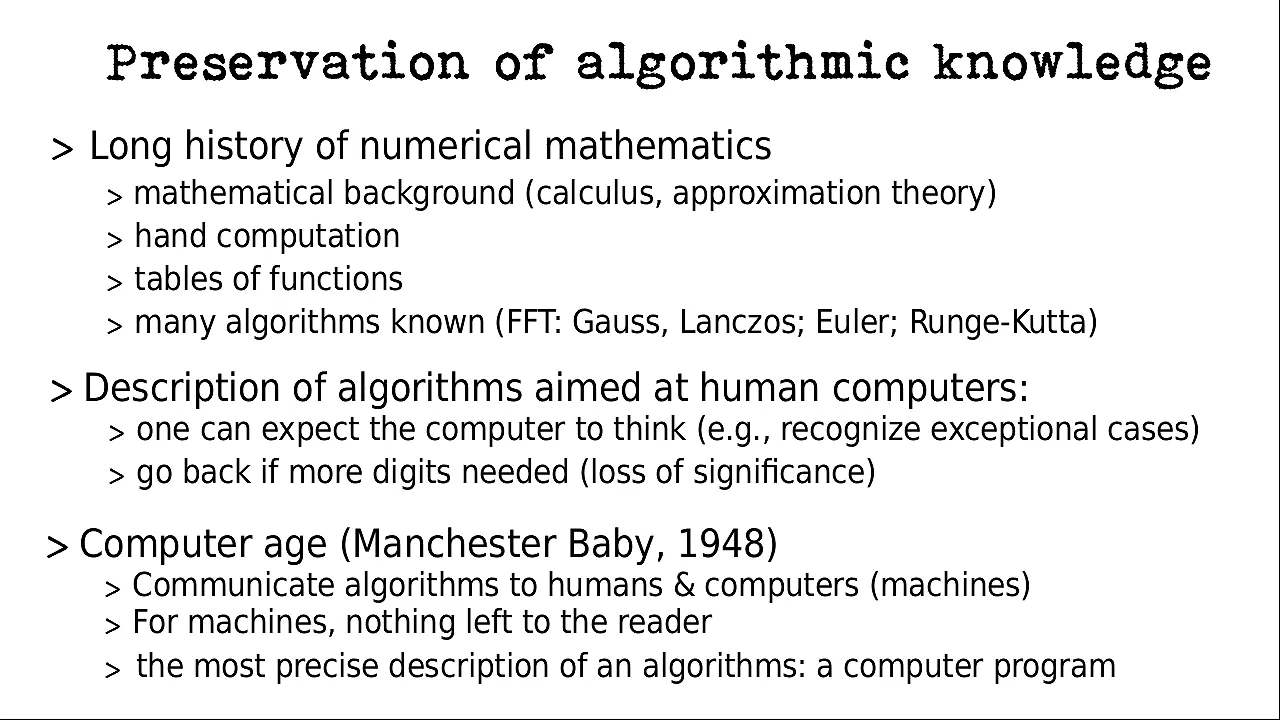 Preservation of algorithmic knowledge
> Long history of numerical mathematics
> mathematical background (calculus, approximation theory)
> hand computation
> tables of functions
> many algorithms known (FFT: Gauss, Lanczos; Euler; Runge-Kutta)
> Description of algorithms aimed at human computers:
> one can expect the computer to think (e.g., recognize exceptional cases)
> go back if more digits needed (loss of significance)
> Computer age (Manchester Baby, 1948)
> Communicate algorithms to humans & computers (machines)
> For machines, nothing left to the reader
> the most precise description of an algorithms: a computer program